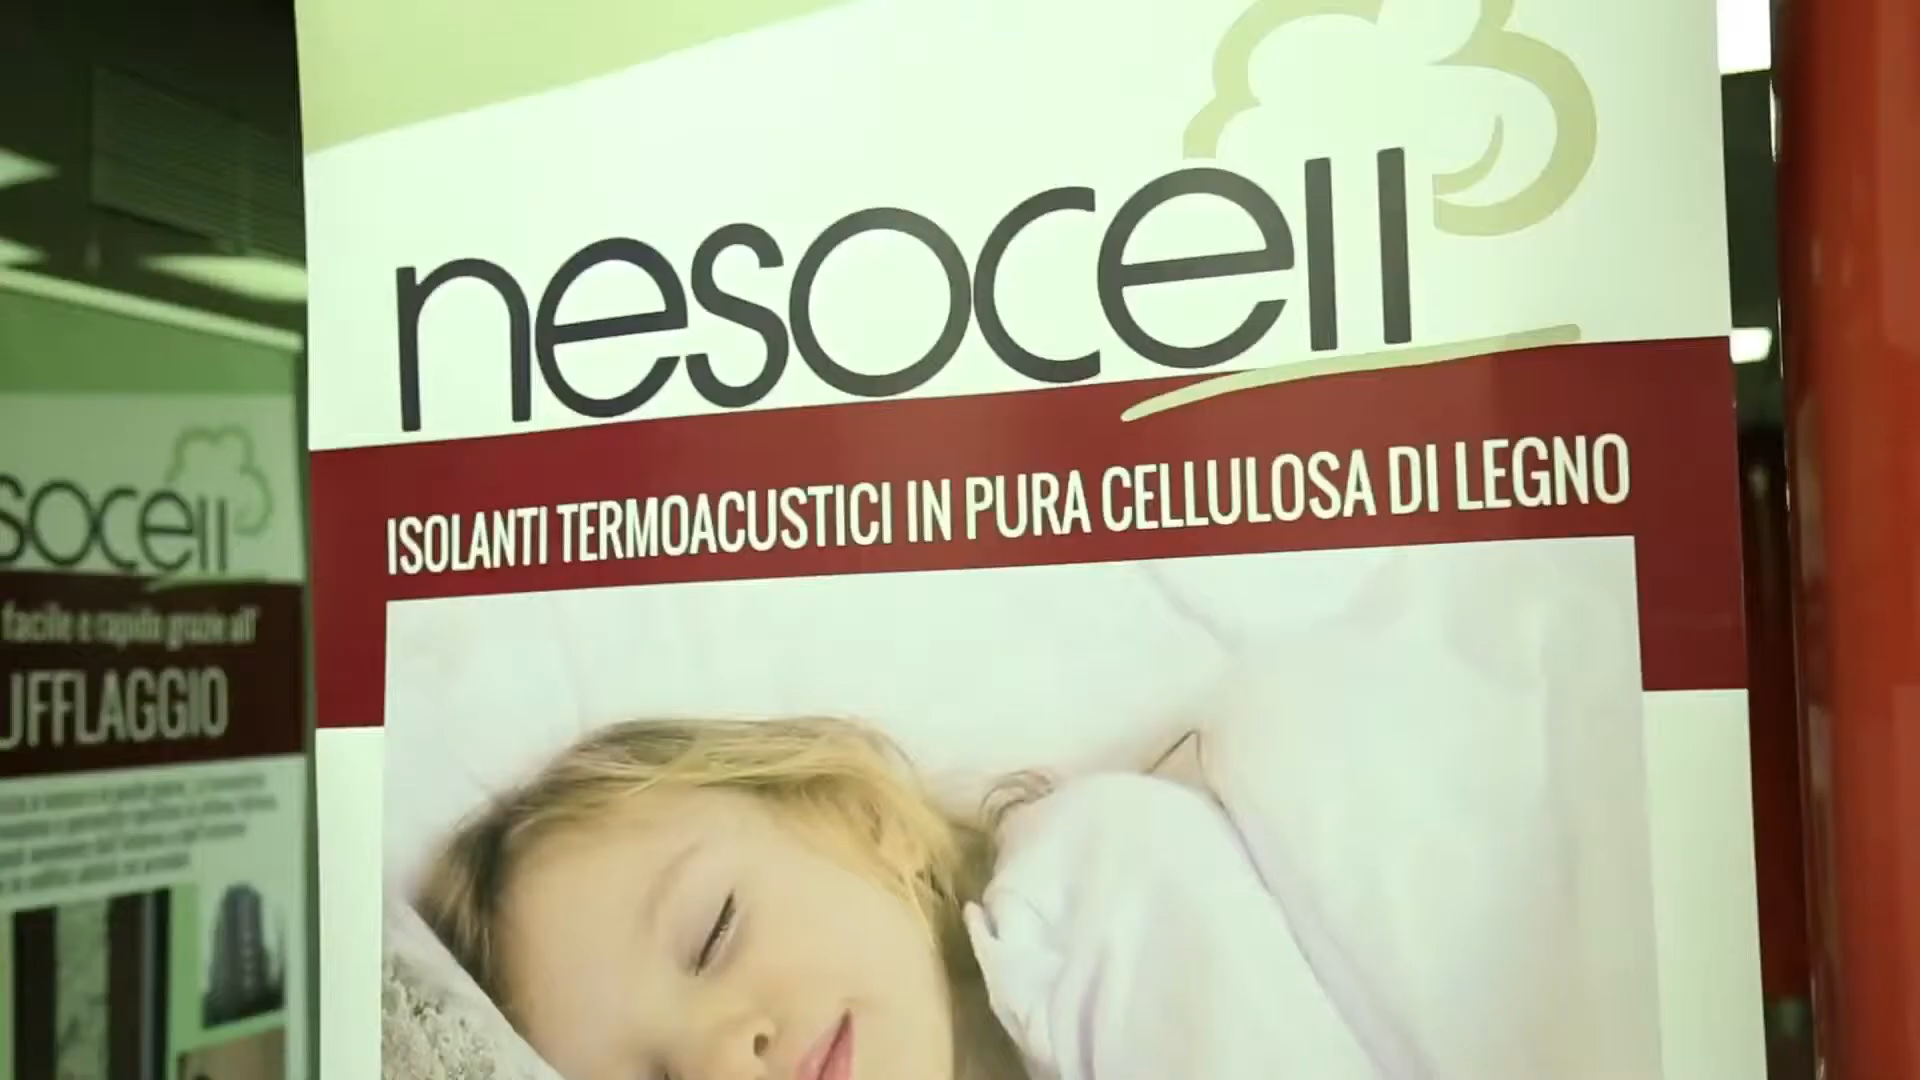 nesocell
ISOLANTI TERMOACUSTICI IN PURA CELLULOSA DI LEGNO
socell
facile e rapido grazie all'
UFFLAGGIO